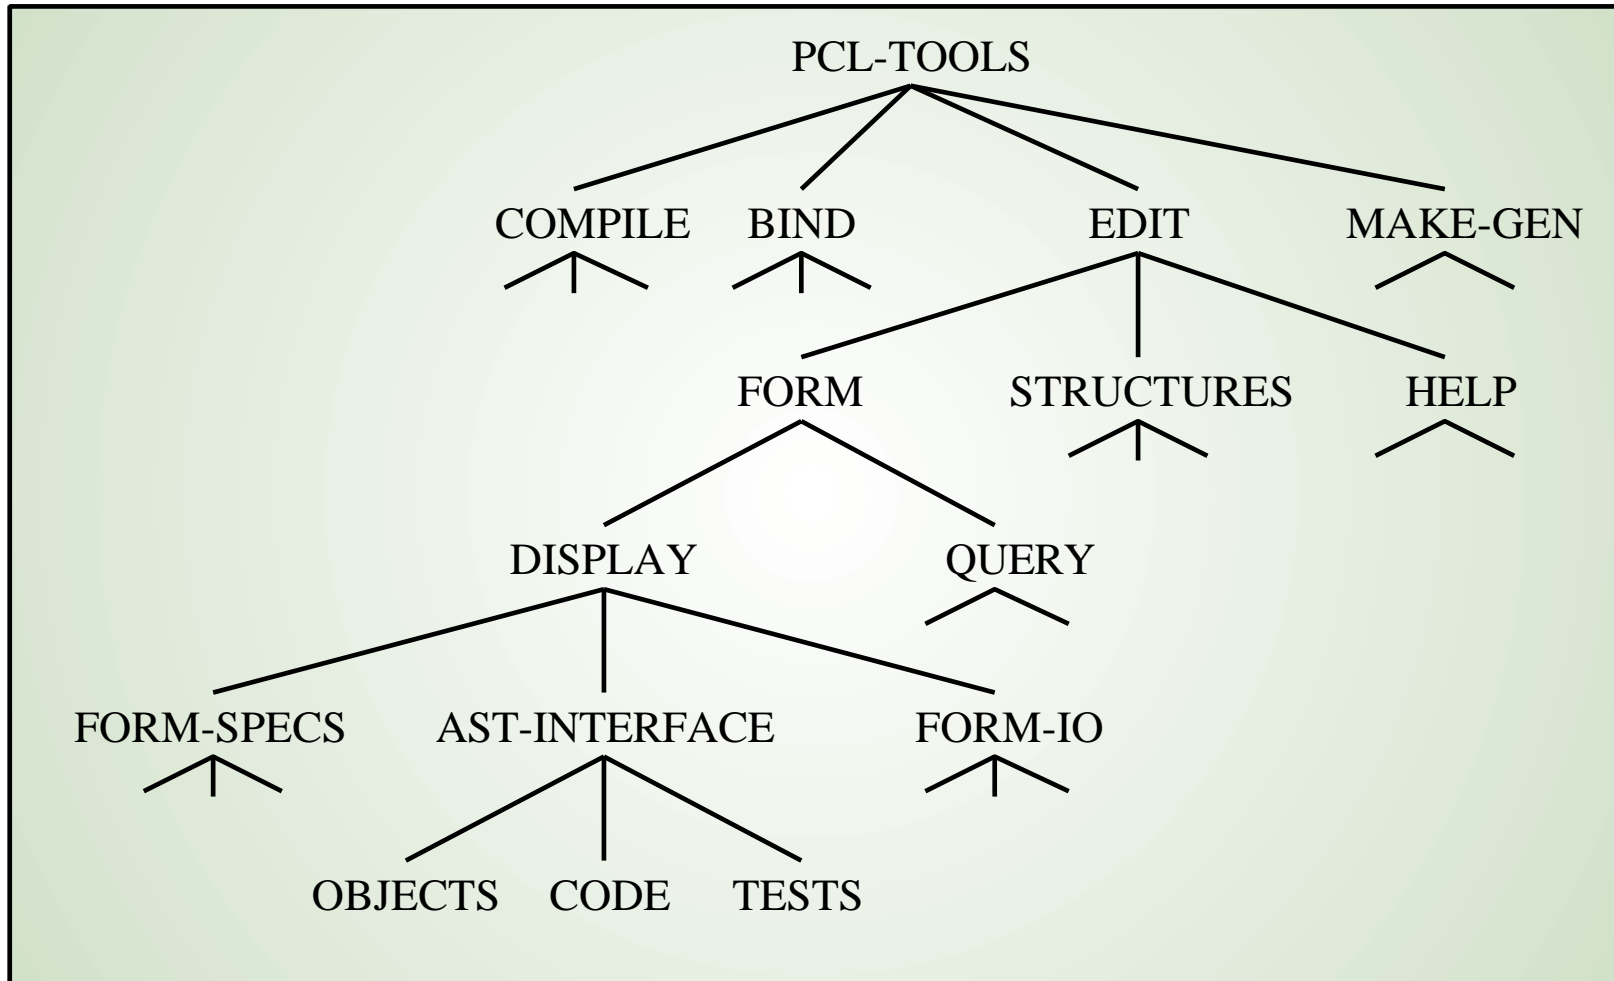 PCL-TOOLS
COMPILE BIND EDIT MAKE-GEN
FORM STRUCTURES HELP
DISPLAY QUERY
FORM-SPECS AST-INTERFACE FORM-IO
OBJECTS CODE TESTS